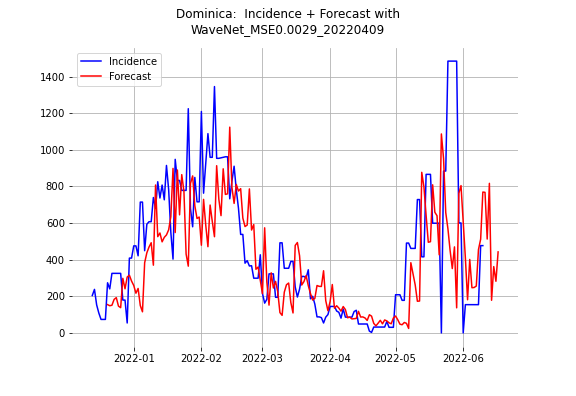 Dominica:  Incidence + Forecast with
WaveNet_MSE0.0029_20220409
Incidence
Forecast
1400
1200
1000
800
600
400
200
0
2022-01 2022-02 2022-03 2022-04 2022-05 2022-06